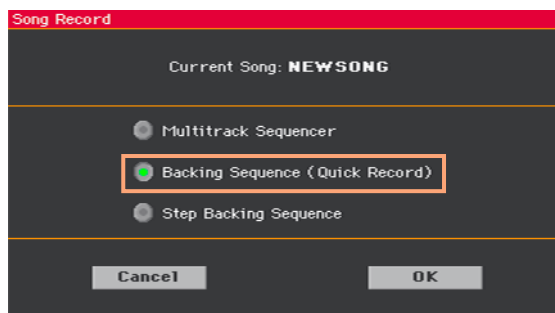 Song Record
Current Song: NEWSONG
Multitrack Sequencer
Backing Sequence (Quick Record)
Step Backing Sequence
Cancel OK